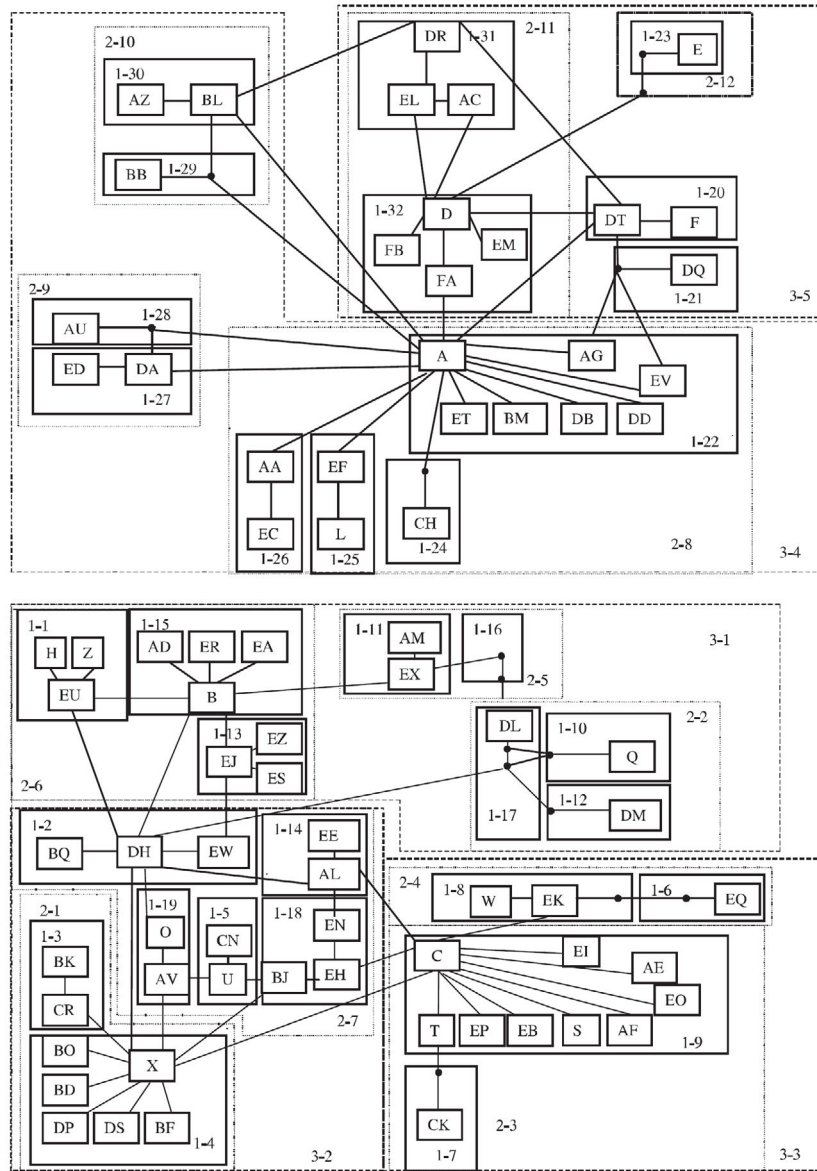 2-10
1-30
AZ
BL
BB
1-29
DR
1-31
2-11
EL
AC
1-23
E
2-12
1-32
D
FB
EM
FA
1-20
DT
F
DQ
1-21
3-5
2-9
1-28
AU
ED
DA
1-27
A
AG
EV
ET
BM
DB
DD
1-22
AA
EC
1-26
EF
L
1-25
CH
1-24
2-8
3-4
1-1
H
Z
EU
1-15
AD
ER
EA
B
1-13
EJ
EZ
ES
2-6
1-11
AM
EX
1-16
2-5
3-1
2-2
DL
1-10
Q
1-12
DM
1-17
1-2
BQ
DH
EW
1-14
EE
AL
2-1
1-3
BK
CR
1-19
O
AV
1-5
CN
U
1-18
EN
BJ
EH
2-7
X
BO
BD
DP
DS
BF
1-4
3-2
2-4
1-8
W
EK
1-6
EQ
C
EI
AE
EO
T
EP
EB
S
AF
1-9
CK
1-7
2-3
3-3